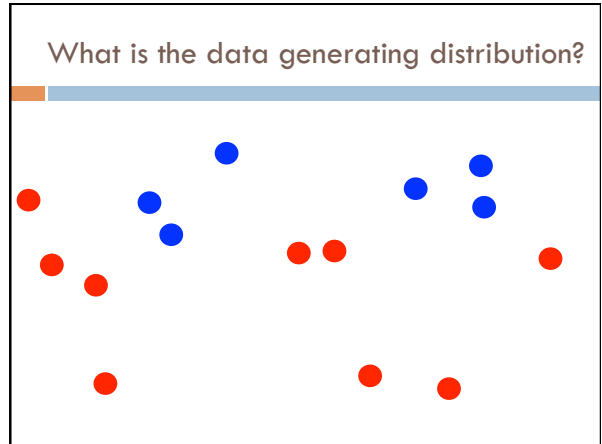 What is the data generating distribution?